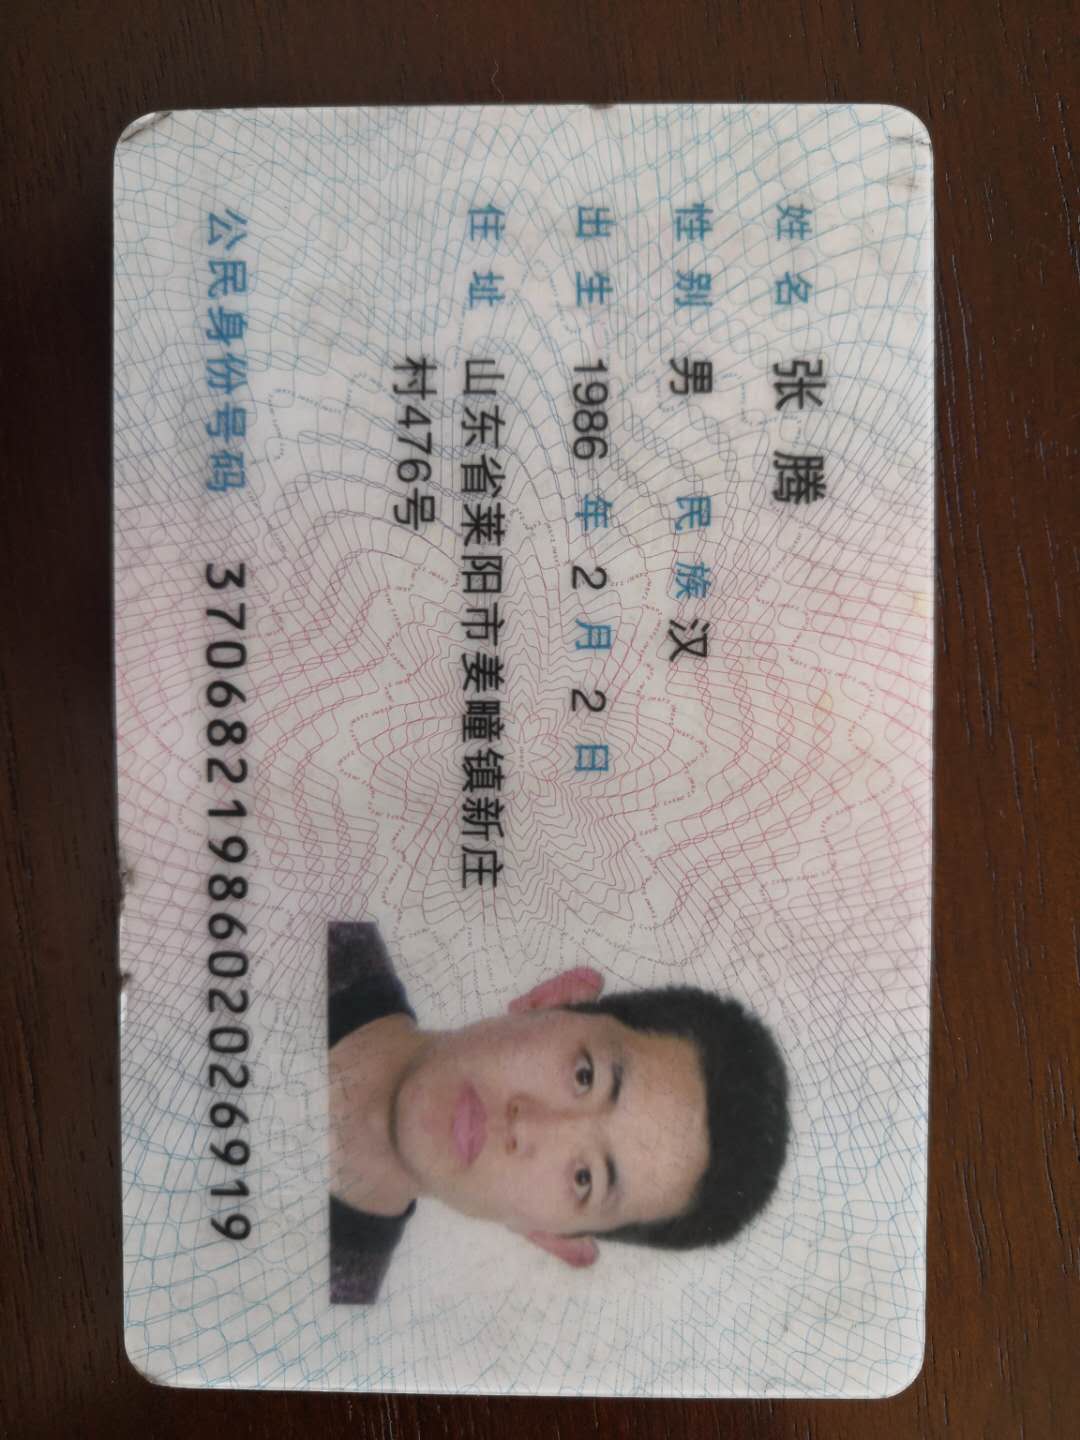 姓名 张腾
性别 男 民族 汉
出生 1986 年 2 月 2 日
住址 山东省莱阳市姜疃镇新庄
村476号
公民身份号码 370682198602026919